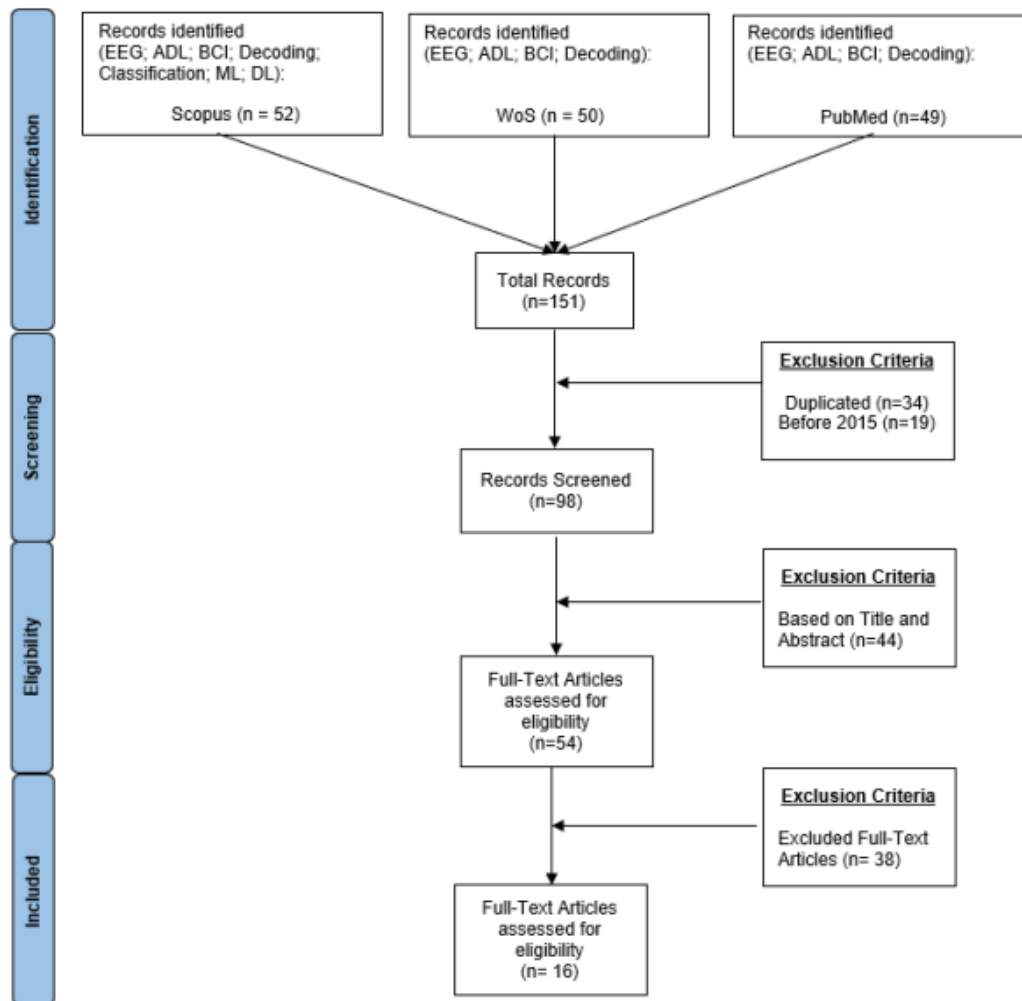 Identification
Records identified
(EEG; ADL; BCI; Decoding;
Classification; ML; DL):
Scopus (n = 52)
Records identified
(EEG; ADL; BCI; Decoding):
WoS (n = 50)
Records identified
(EEG; ADL; BCI; Decoding):
PubMed (n=49)
Total Records
(n=151)
Screening
Exclusion Criteria
Duplicated (n=34)
Before 2015 (n=19)
Records Screened
(n=98)
Eligibility
Exclusion Criteria
Based on Title and
Abstract (n=44)
Full-Text Articles
assessed for
eligibility
(n=54)
Included
Exclusion Criteria
Excluded Full-Text
Articles (n= 38)
Full-Text Articles
assessed for
eligibility
(n= 16)